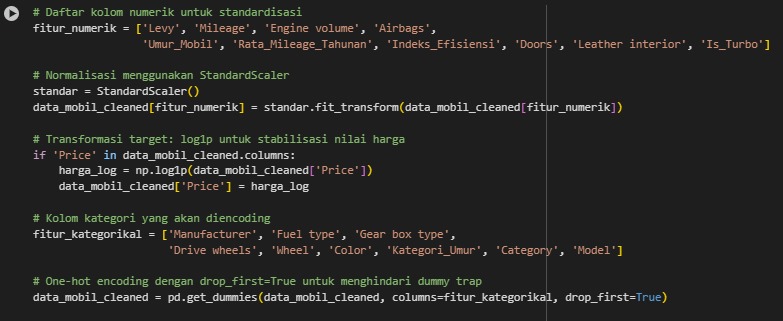 # Daftar kolom numerik untuk standardisasi
fitur_numerik = ['Levy', 'Mileage', 'Engine volume', 'Airbags',
'Umur_Mobil', 'Rata_Mileage_Tahunan', 'Indeks_Efisiensi', 'Doors', 'Leather interior', 'Is_Turbo']
# Normalisasi menggunakan StandardScaler
standar = StandardScaler()
data_mobil_cleaned[fitur_numerik] = standar.fit_transform(data_mobil_cleaned[fitur_numerik])
# Transformasi target: log1p untuk stabilisasi nilai harga
if 'Price' in data_mobil_cleaned.columns:
harga_log = np.log1p(data_mobil_cleaned['Price'])
data_mobil_cleaned['Price'] = harga_log
# Kolom kategori yang akan diencoding
fitur_kategorikal = ['Manufacturer', 'Fuel type', 'Gear box type',
'Drive wheels', 'Wheel', 'Color', 'Kategori_Umur', 'Category', 'Model']
# One-hot encoding dengan drop_first=True untuk menghindari dummy trap
data_mobil_cleaned = pd.get_dummies(data_mobil_cleaned, columns=fitur_kategorikal, drop_first=True)